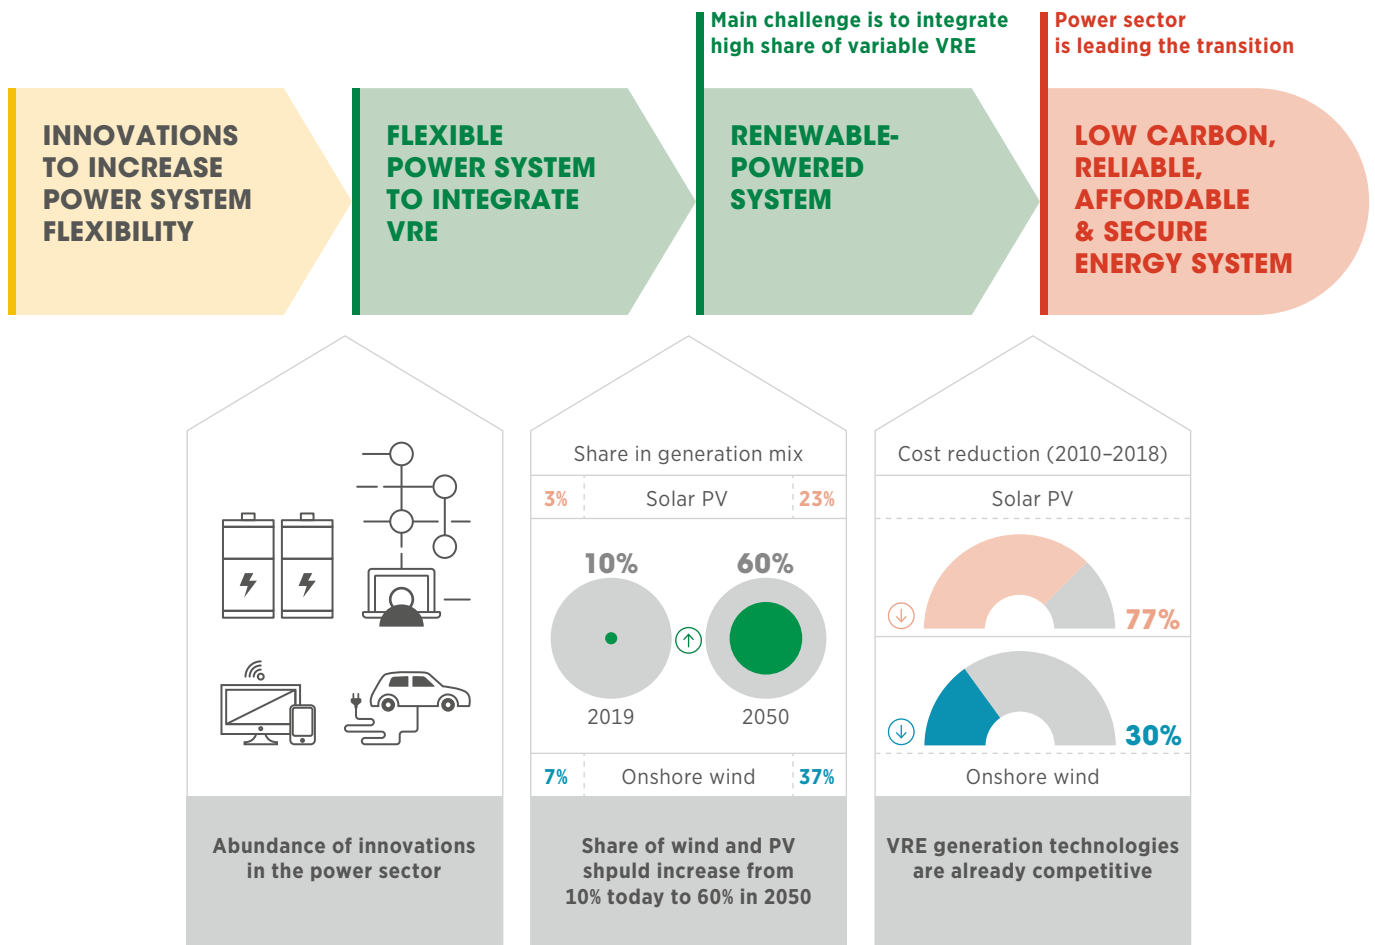 Main challenge is to integrate
high share of variable VRE
Power sector
is leading the transition
INNOVATIONS
TO INCREASE
POWER SYSTEM
FLEXIBILITY
FLEXIBLE
POWER SYSTEM
TO INTEGRATE
VRE
RENEWABLE-
POWERED
SYSTEM
LOW CARBON,
RELIABLE,
AFFORDABLE
& SECURE
ENERGY SYSTEM
Abundance of innovations
in the power sector
Share in generation mix
3% Solar PV 23%
10% 60%
2019 2050
7% Onshore wind 37%
Share of wind and PV
shpuld increase from
10% today to 60% in 2050
Cost reduction (2010–2018)
Solar PV
77%
30%
Onshore wind
VRE generation technologies
are already competitive